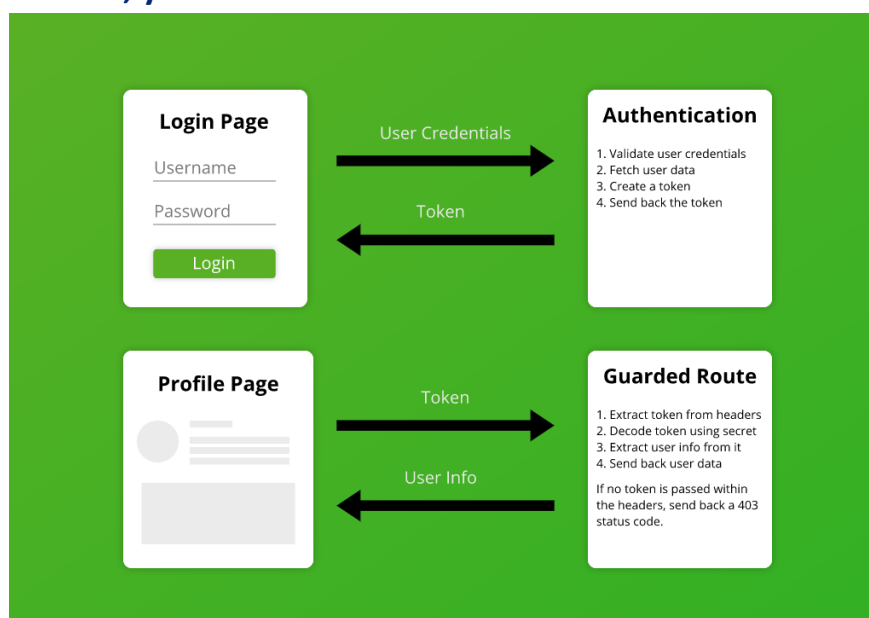 Login Page
Username
Password
Login
User Credentials
Token
Authentication
1. Validate user credentials
2. Fetch user data
3. Create a token
4. Send back the token
Profile Page
Token
User Info
Guarded Route
1. Extract token from headers
2. Decode token using secret
3. Extract user info from it
4. Send back user data
If no token is passed within
the headers, send back a 403
status code.